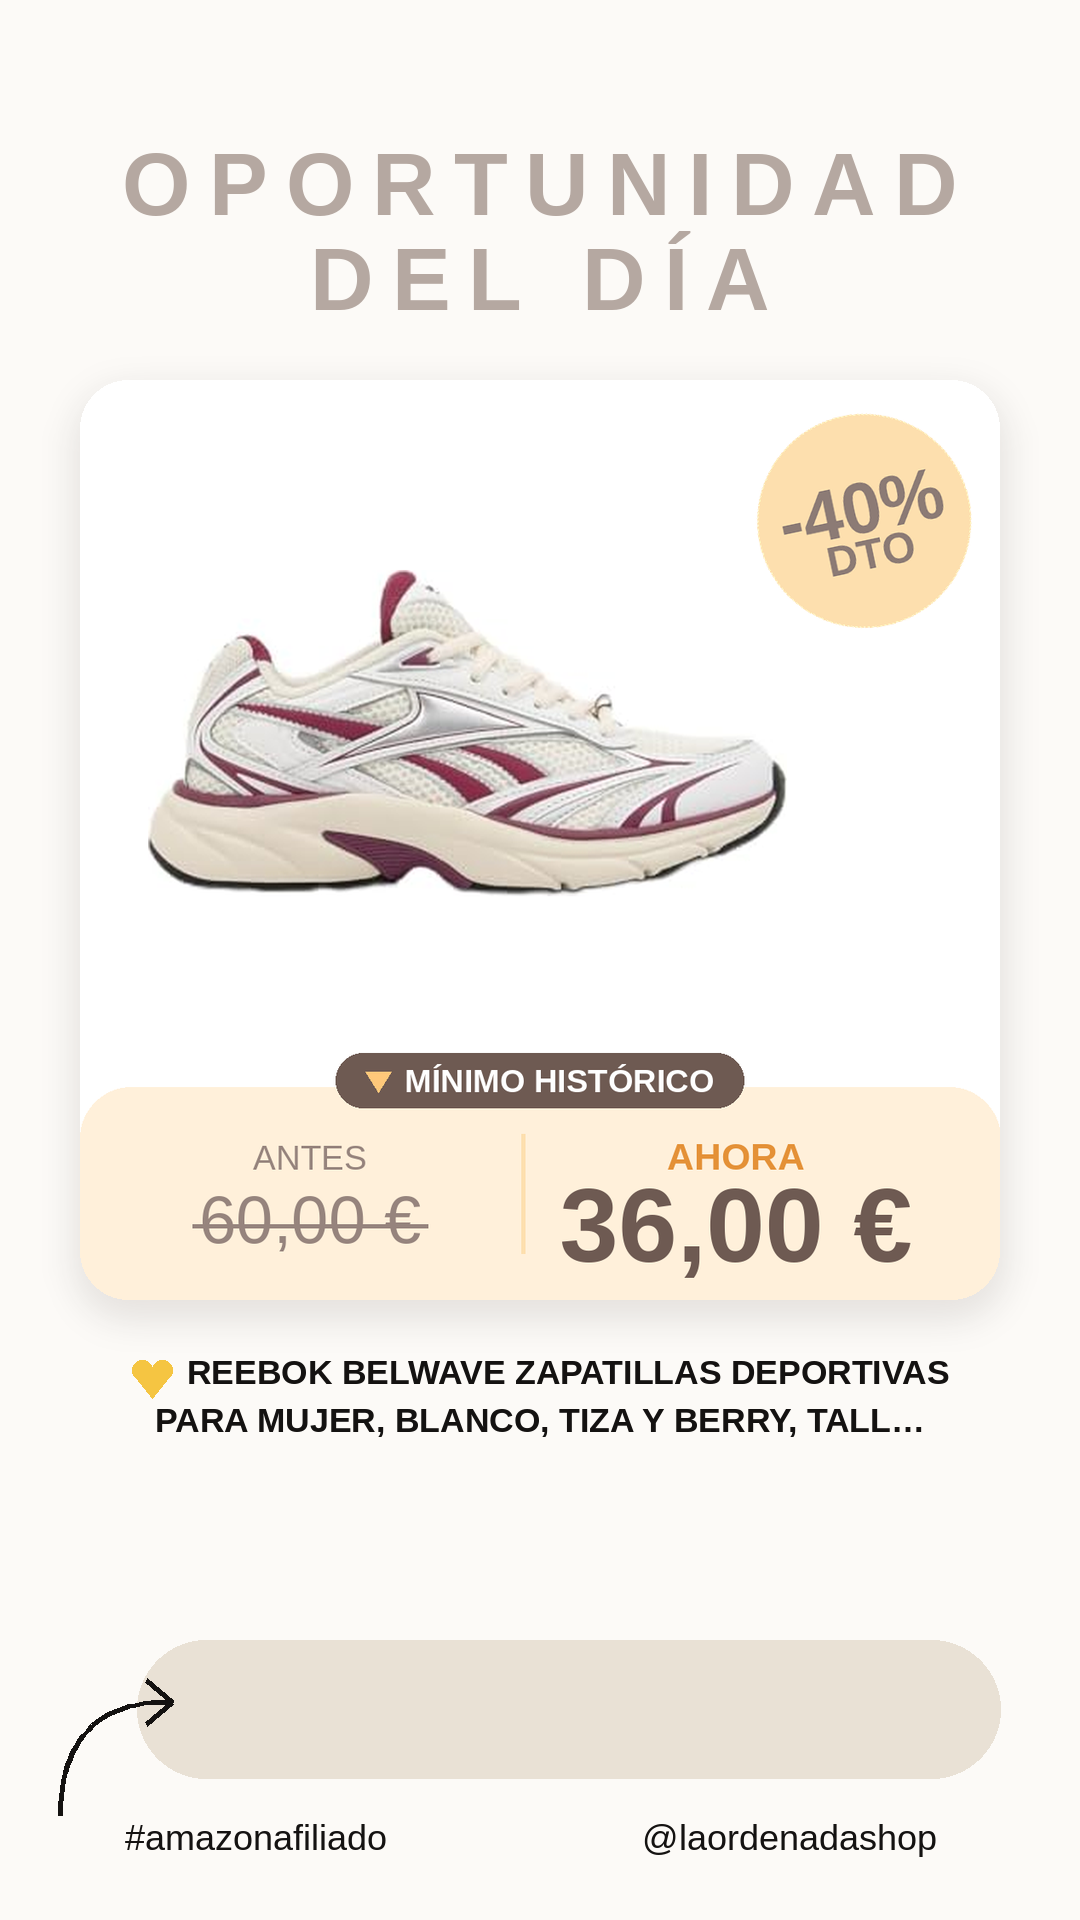 OPORTUNIDAD
DEL DÍA
-40%
DTO
MÍNIMO HISTÓRICO
ANTES
60,00 €
AHORA
36,00 €
REEBOK BELWAVE ZAPATILLAS DEPORTIVAS
PARA MUJER, BLANCO, TIZA Y BERRY, TALL...
#amazonafiliado
@laordenadashop